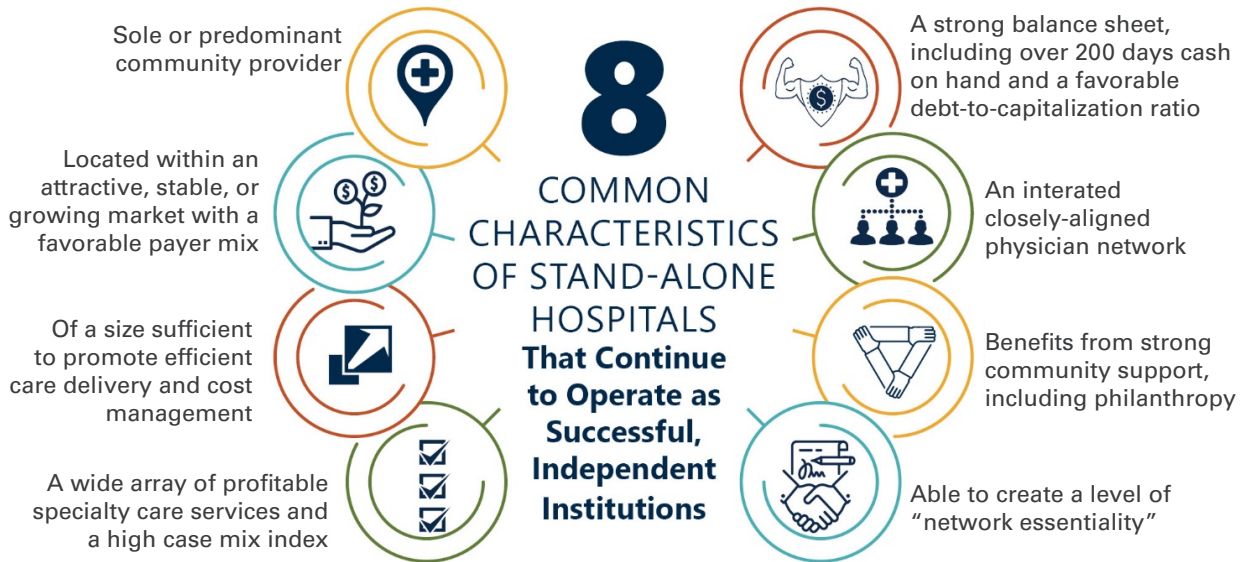 8
COMMON
CHARACTERISTICS
OF STAND-ALONE
HOSPITALS
That Continue
to Operate as
Successful,
Independent
Institutions
Sole or predominant
community provider
Located within an
attractive, stable, or
growing market with a
favorable payer mix
Of a size sufficient
to promote efficient
care delivery and cost
management
A wide array of profitable
specialty care services and
a high case mix index
A strong balance sheet,
including over 200 days cash
on hand and a favorable
debt-to-capitalization ratio
An interated
closely-aligned
physician network
Benefits from strong
community support,
including philanthropy
Able to create a level of
“network essentiality”
$ $
$